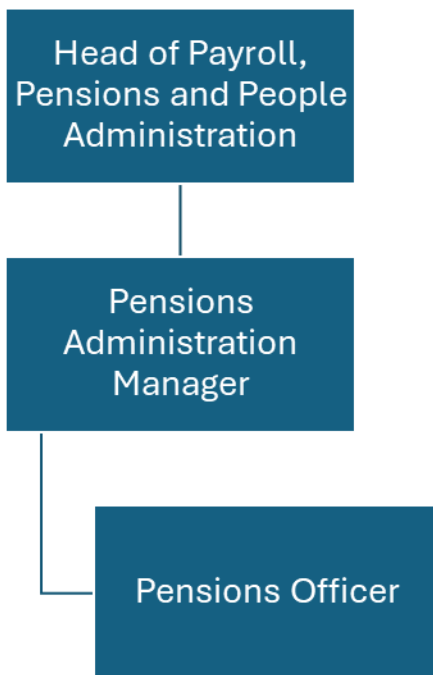 Head of Payroll,
Pensions and People
Administration
Pensions
Administration
Manager
Pensions Officer